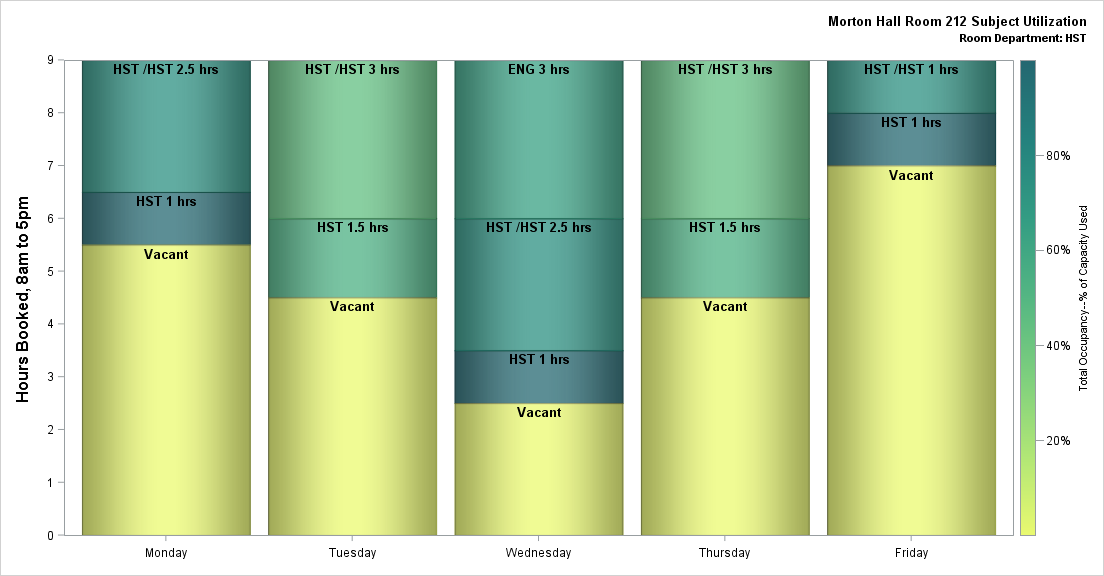 Morton Hall Room 212 Subject Utilization
Room Department: HST
Hours Booked, 8am to 5pm
9
8
7
6
5
4
3
2
1
0
HST /HST 2.5 hrs
HST 1 hrs
Vacant
HST /HST 3 hrs
HST 1.5 hrs
Vacant
ENG 3 hrs
HST /HST 2.5 hrs
HST 1 hrs
Vacant
HST /HST 3 hrs
HST 1.5 hrs
Vacant
HST /HST 1 hrs
HST 1 hrs
Vacant
Monday
Tuesday
Wednesday
Thursday
Friday
80%
60%
40%
20%
Total Occupancy--% of Capacity Used